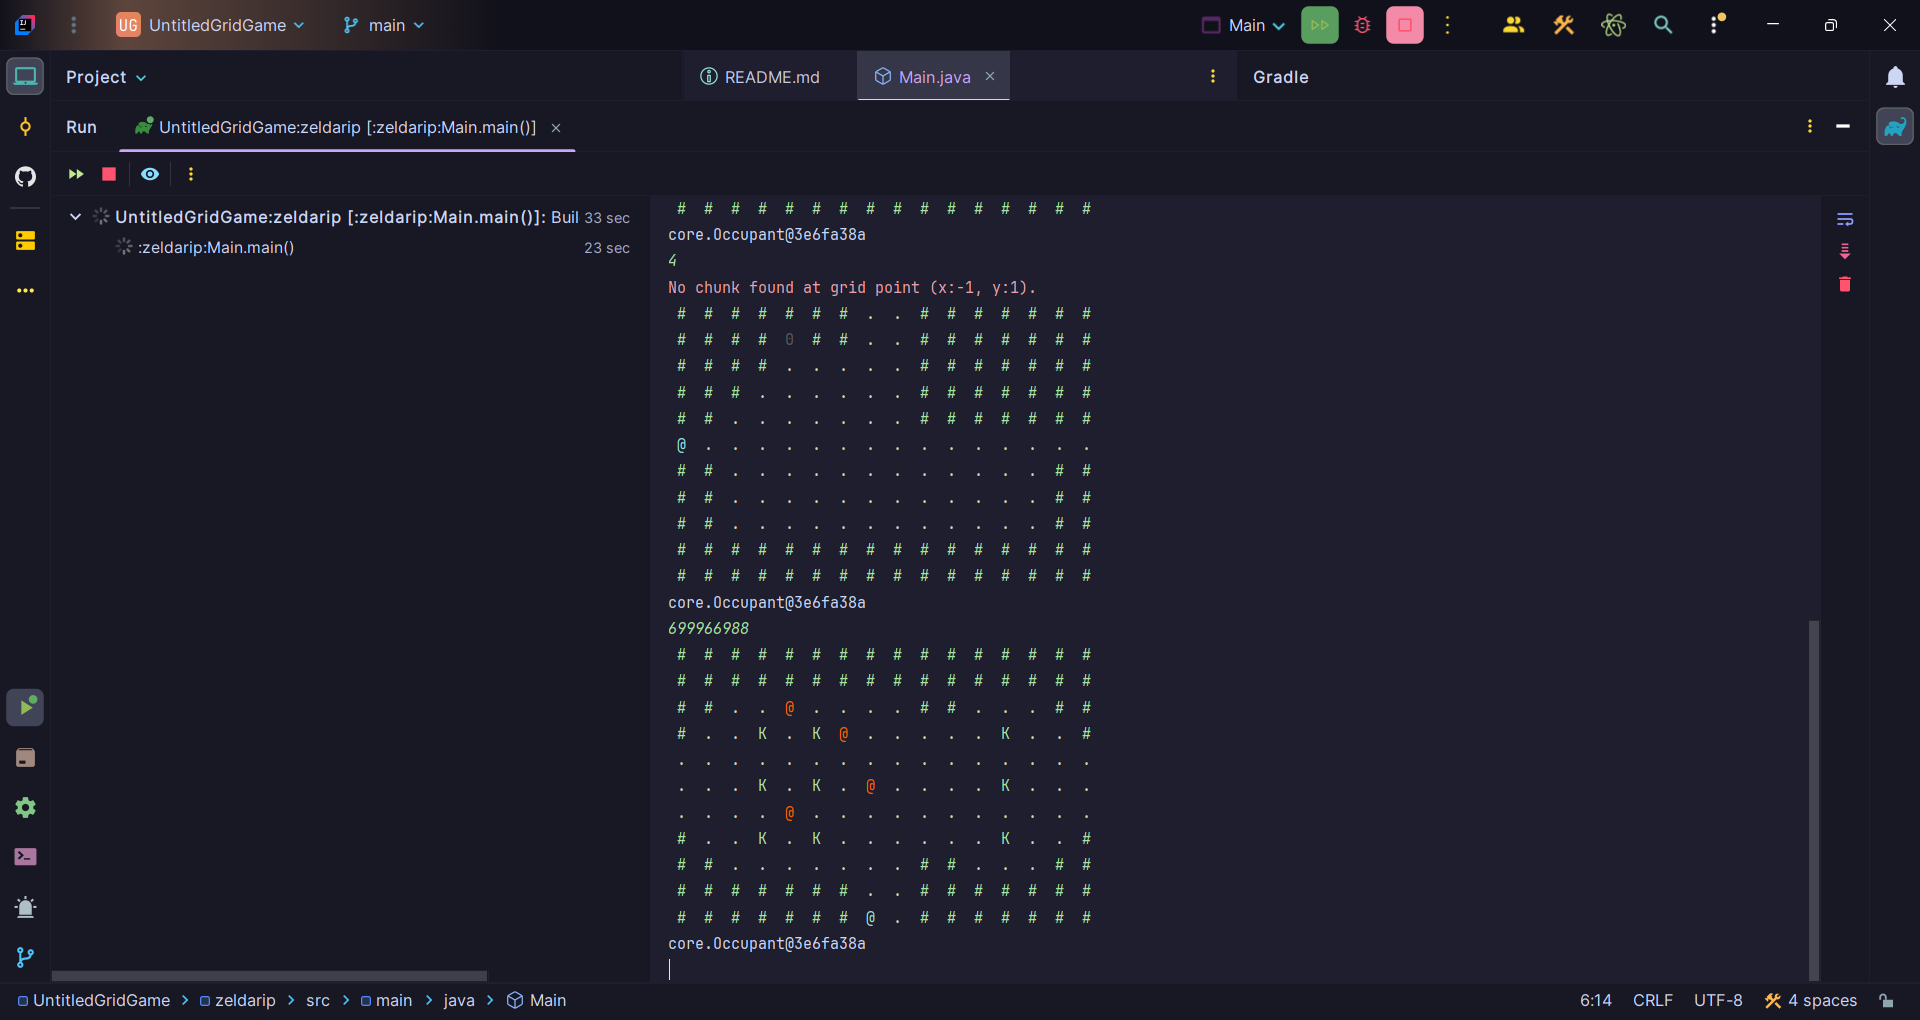 UG UntitledGridGame main Main
Project README.md Main.java Gradle
Run UntitledGridGame:zeldarip [:zeldarip:Main.main()]
UntitledGridGame:zeldarip [:zeldarip:Main.main()]: Buil 33 sec
:zeldarip:Main.main() 23 sec
# # # # # # # # # # # # # # # #
core.Occupant@3e6fa38a
4
No chunk found at grid point (x:-1, y:1).
# # # # # # # . . # # # # # # #
# # # # 0 # # . . # # # # # # #
# # # # . . . . . # # # # # # #
# # # . . . . . . # # # # # # #
# # . . . . . . . # # # # # # #
@ . . . . . . . . . . . . . . .
# # . . . . . . . . . . . . # #
# # . . . . . . . . . . . . # #
# # . . . . . . . . . . . . # #
# # # # # # # # # # # # # # # #
# # # # # # # # # # # # # # # #
core.Occupant@3e6fa38a
699966988
# # # # # # # # # # # # # # # #
# # # # # # # # # # # # # # # #
# # . . @ . . . . # # . . . # #
# . . K . K @ . . . . . K . . #
. . . . . . . . . . . . . . . .
. . . K . K . @ . . . . K . . .
. . . . @ . . . . . . . . . . .
# . . K . K . . . . . . K . . #
# # . . . . . . . # # . . . # #
# # # # # # # . . # # # # # # #
# # # # # # # @ . # # # # # # #
core.Occupant@3e6fa38a
UntitledGridGame > zeldarip > src > main > java > Main 6:14 CRLF UTF-8 4 spaces